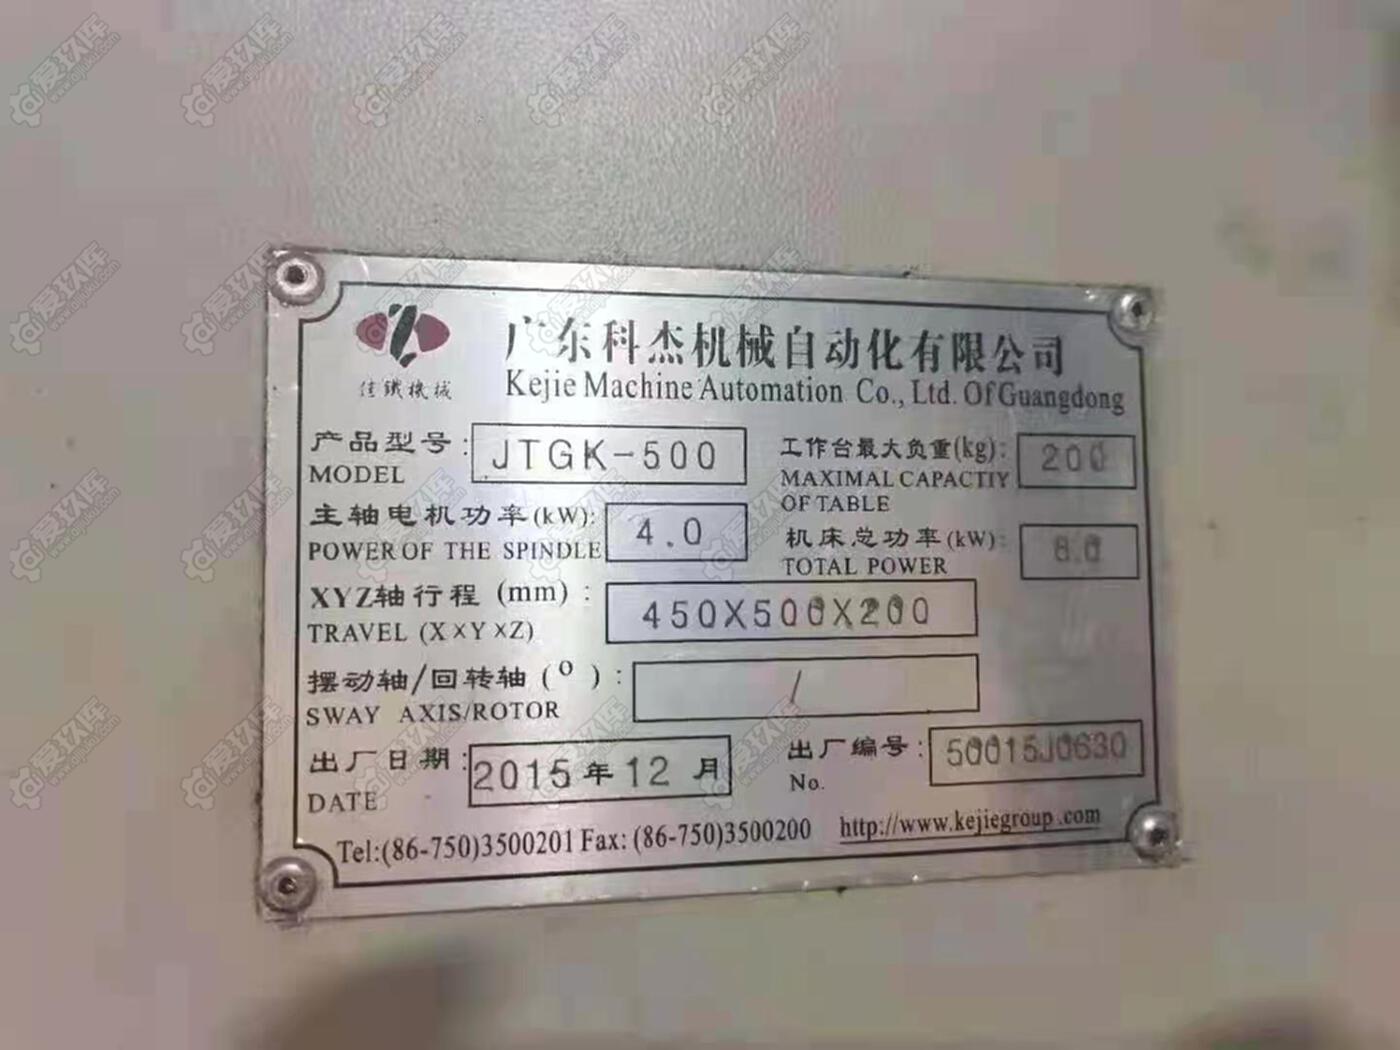 广东科杰机械自动化有限公司
Kejie Machine Automation Co., Ltd. Of Guangdong
佳铁機械
产品型号: JTGK-500 工作台最大负重(kg): 200
MODEL MAXIMAL CAPACTIY
OF TABLE
主轴电机功率(kW): 4.0 机床总功率(kW): 8.0
POWER OF THE SPINDLE TOTAL POWER
XYZ轴行程 (mm) : 450X500X200
TRAVEL (X×Y×Z)
摆动轴/回转轴(°): /
SWAY AXIS/ROTOR
出厂日期: 2015年12月 出厂编号: 50015J0630
DATE No.
Tel:(86-750)3500201 Fax: (86-750)3500200 http://www.kejiegroup.com